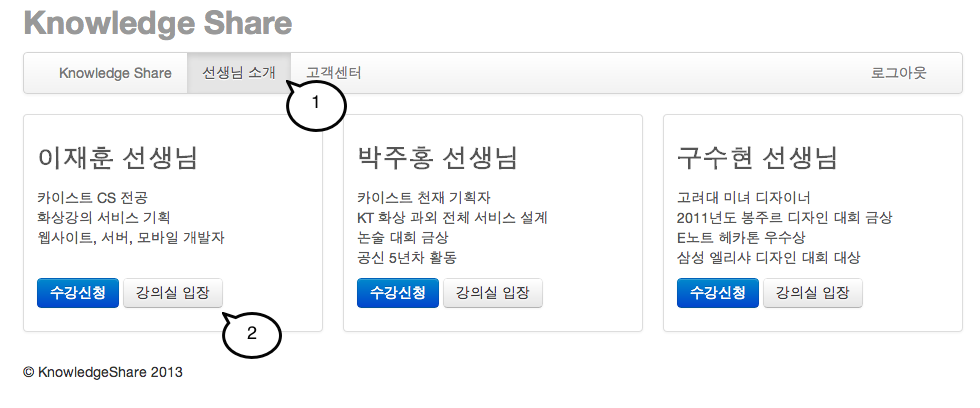 Knowledge Share
Knowledge Share 선생님 소개 고객센터 로그아웃
1
이재훈 선생님
카이스트 CS 전공
화상강의 서비스 기획
웹사이트, 서버, 모바일 개발자
수강신청 강의실 입장
2
박주홍 선생님
카이스트 천재 기획자
KT 화상 과외 전체 서비스 설계
논술 대회 금상
공신 5년차 활동
수강신청 강의실 입장
구수현 선생님
고려대 미녀 디자이너
2011년도 봉주르 디자인 대회 금상
E노트 헤카톤 우수상
삼성 엘리샤 디자인 대회 대상
수강신청 강의실 입장
© KnowledgeShare 2013